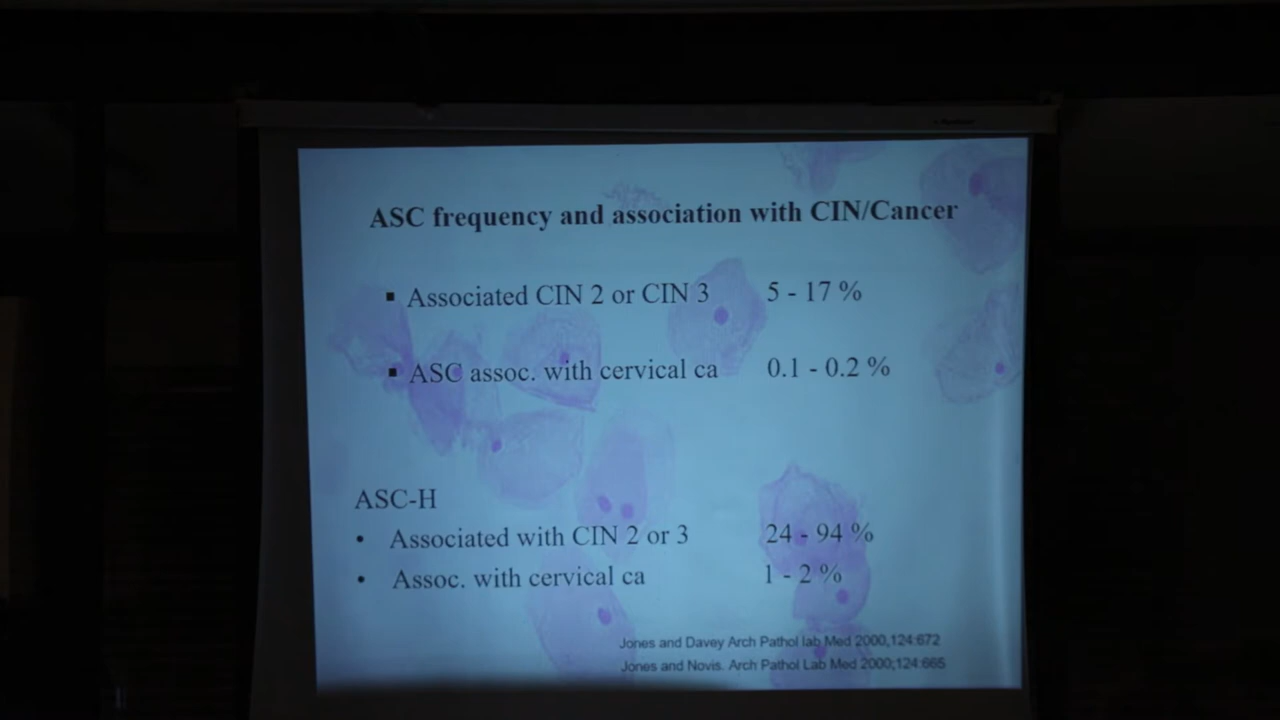 ASC frequency and association with CIN/Cancer
▪ Associated CIN 2 or CIN 3 5 - 17 %
▪ ASC assoc. with cervical ca 0.1 - 0.2 %
ASC-H
• Associated with CIN 2 or 3 24 - 94 %
• Assoc. with cervical ca 1 - 2 %
Jones and Davey Arch Pathol lab Med 2000,124:672
Jones and Novis. Arch Pathol Lab Med 2000;124:665